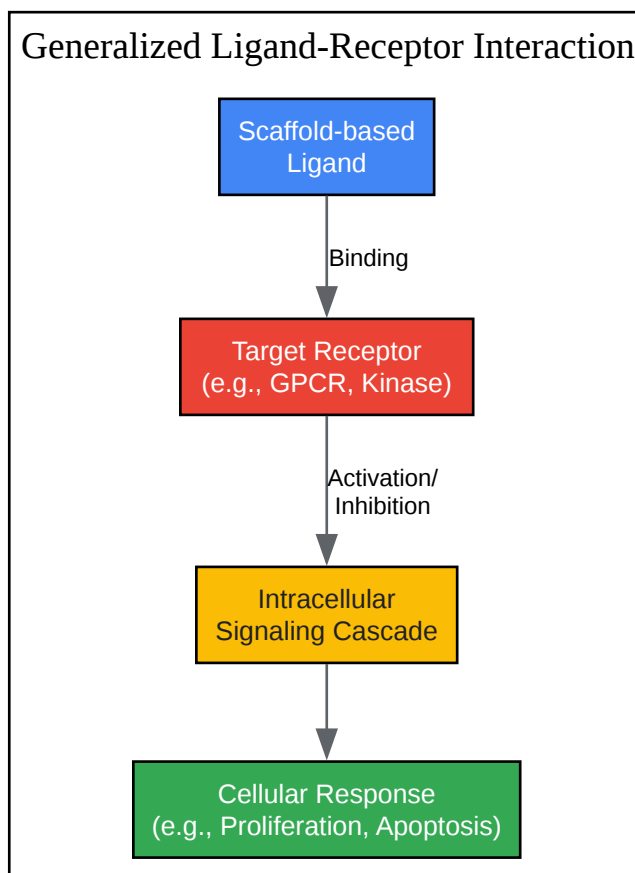 Generalized Ligand-Receptor Interaction
Scaffold-based
Ligand
Binding
Target Receptor
(e.g., GPCR, Kinase)
Activation/
Inhibition
Intracellular
Signaling Cascade
Cellular Response
(e.g., Proliferation, Apoptosis)